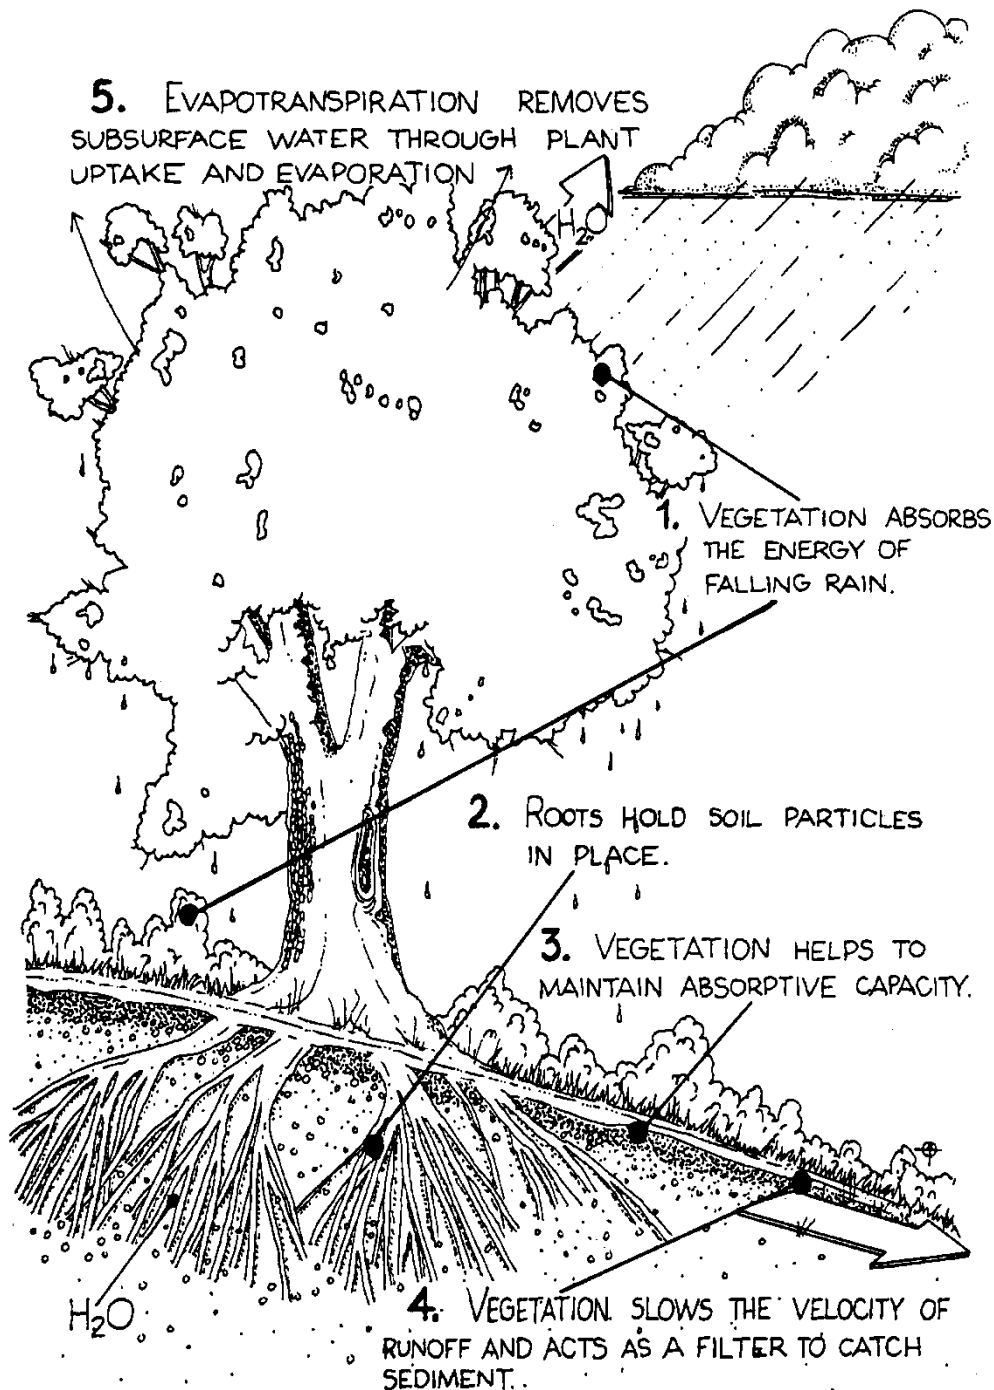 5. EVAPOTRANSPIRATION REMOVES
SUBSURFACE WATER THROUGH PLANT
UPTAKE AND EVAPORATION
H₂O
1. VEGETATION ABSORBS
THE ENERGY OF
FALLING RAIN.
2. ROOTS HOLD SOIL PARTICLES
IN PLACE.
3. VEGETATION HELPS TO
MAINTAIN ABSORPTIVE CAPACITY.
H₂O
4. VEGETATION SLOWS THE VELOCITY OF
RUNOFF AND ACTS AS A FILTER TO CATCH
SEDIMENT.